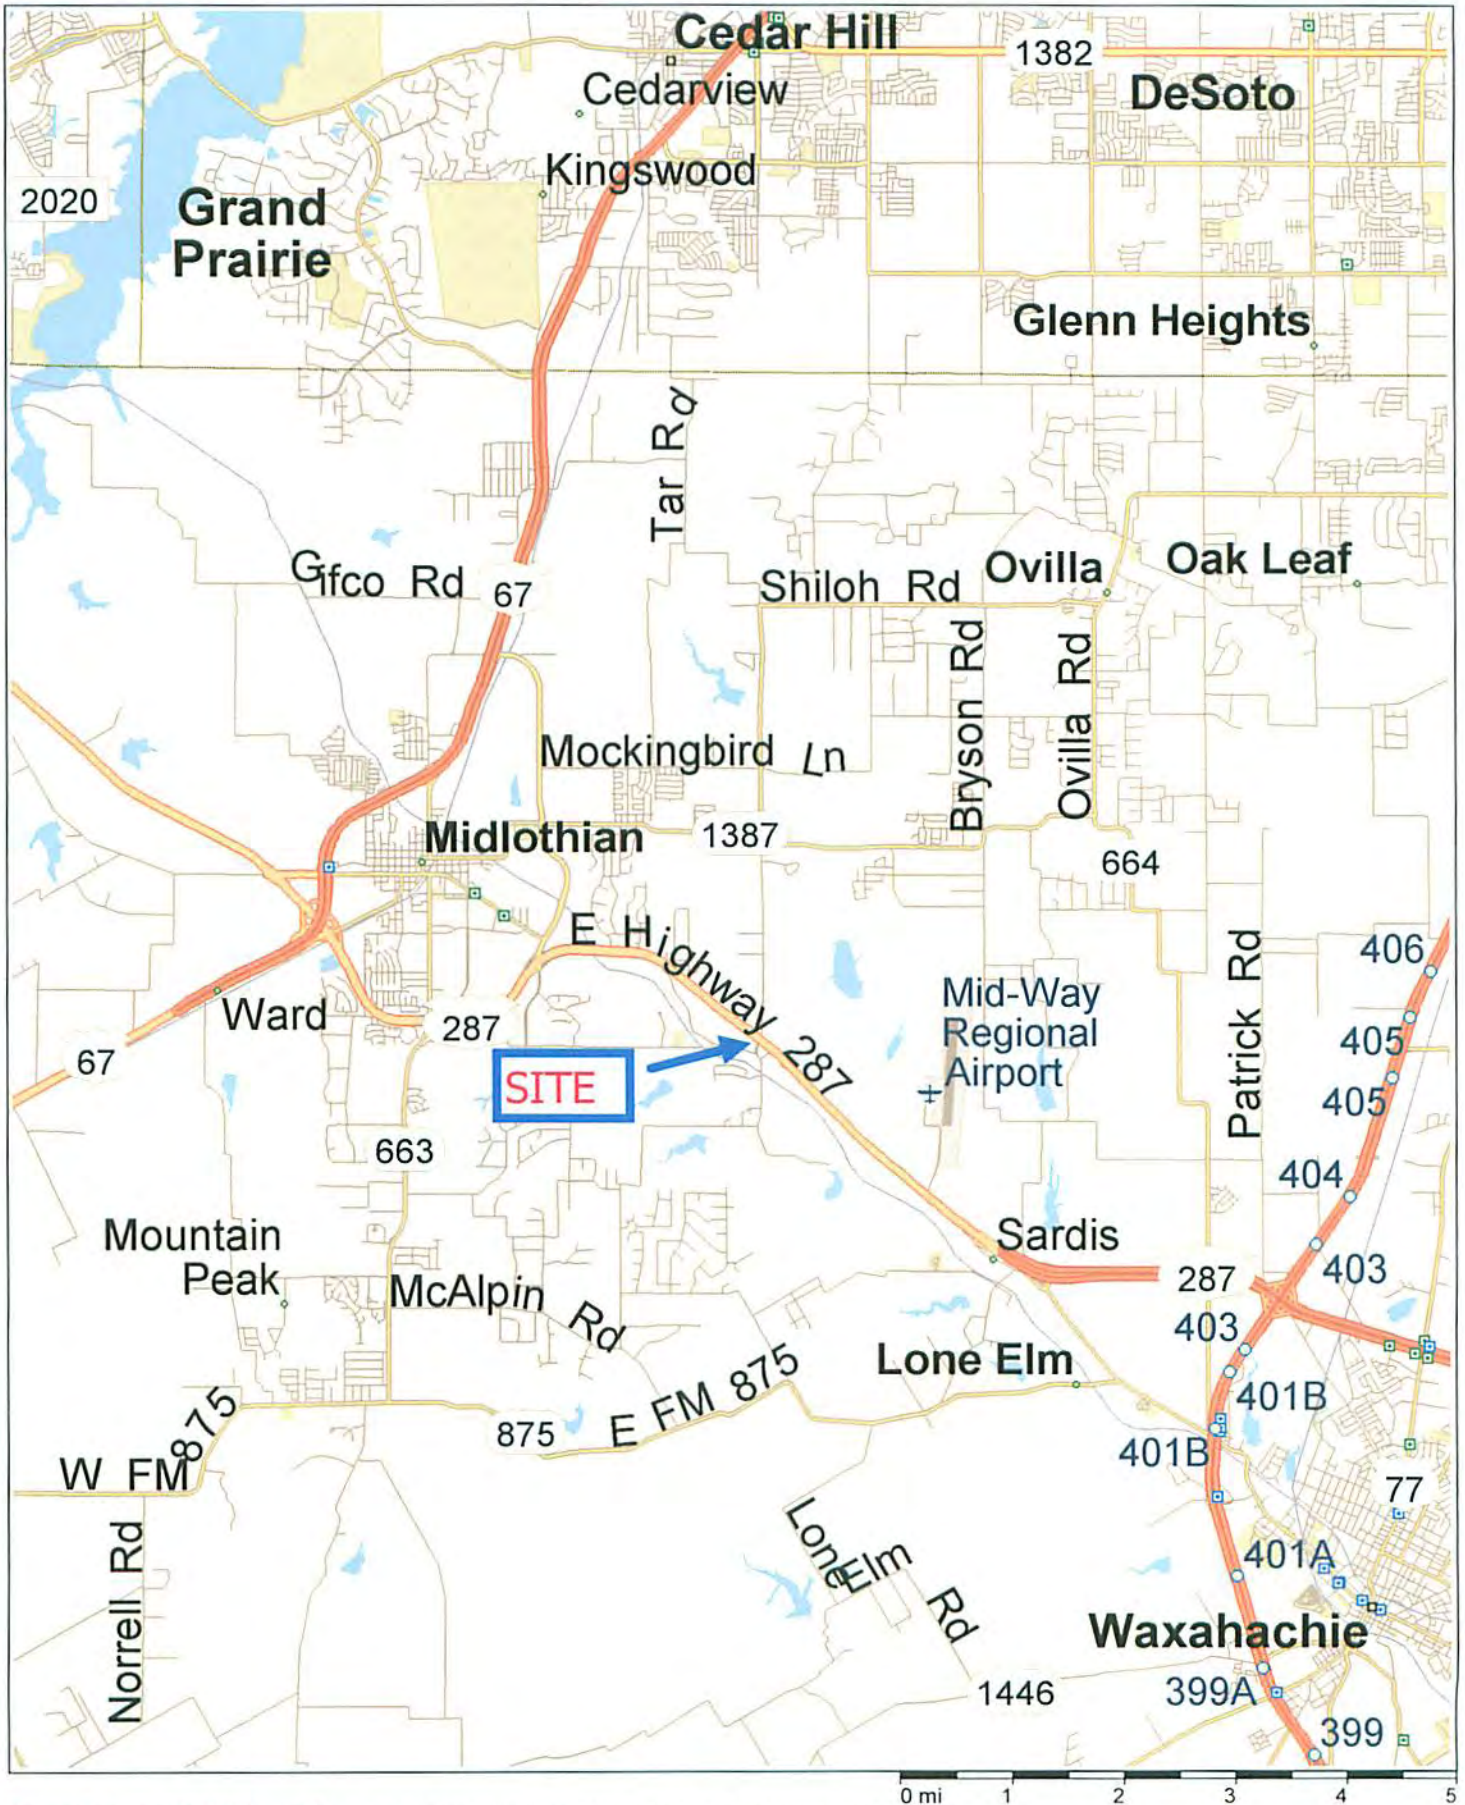 Cedar Hill
1382
Cedarview
DeSoto
Kingswood
2020
Grand
Prairie
Glenn Heights
Tar Rd
Gifco Rd
67
Shiloh Rd
Ovilla
Oak Leaf
Bryson Rd
Ovilla Rd
Mockingbird Ln
Midlothian
1387
664
E Highway 287
Patrick Rd
406
Ward
287
Mid-Way
Regional
Airport
405
67
SITE
405
663
404
Mountain
Peak
Sardis
287
403
McAlpin Rd
403
Lone Elm
401B
W FM 875
875
E FM 875
401B
77
Norrell Rd
Lone Elm Rd
401A
Waxahachie
1446
399A
399
0 mi 1 2 3 4 5